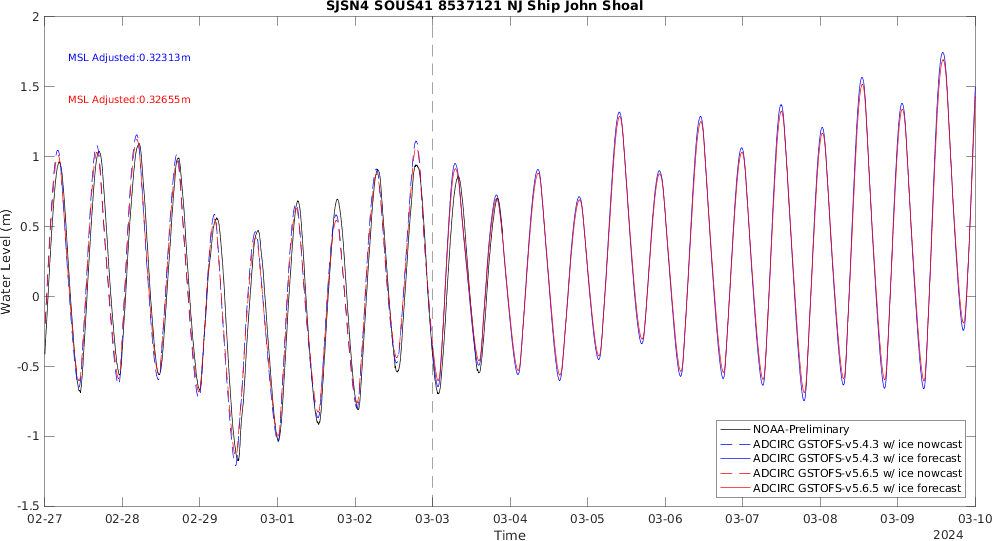 SJSN4 SOUS41 8537121 NJ Ship John Shoal
MSL Adjusted:0.32313m
MSL Adjusted:0.32655m
Water Level (m)
2
1.5
1
0.5
0
-0.5
-1
-1.5
NOAA-Preliminary
ADCIRC GSTOFS-v5.4.3 w/ ice nowcast
ADCIRC GSTOFS-v5.4.3 w/ ice forecast
ADCIRC GSTOFS-v5.6.5 w/ ice nowcast
ADCIRC GSTOFS-v5.6.5 w/ ice forecast
02-27 02-28 02-29 03-01 03-02 03-03 03-04 03-05 03-06 03-07 03-08 03-09 03-10
Time
2024